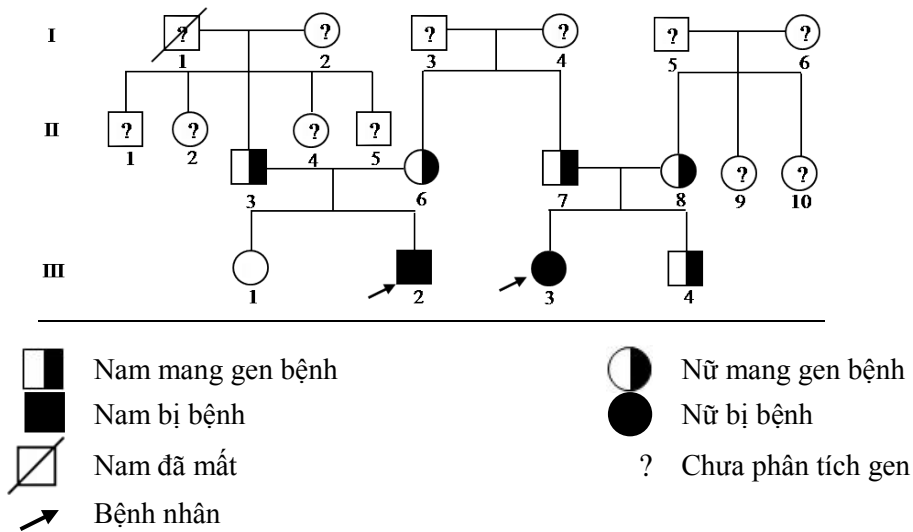 I
? ? ? ? ? ?
1 2 3 4 5 6
II
? ? ? ? ? ?
1 2 4 5 9 10
3 6 7 8
III
1 2 3 4
Nam mang gen bệnh
Nữ mang gen bệnh
Nam bị bệnh
Nữ bị bệnh
Nam đã mất
? Chưa phân tích gen
Bệnh nhân